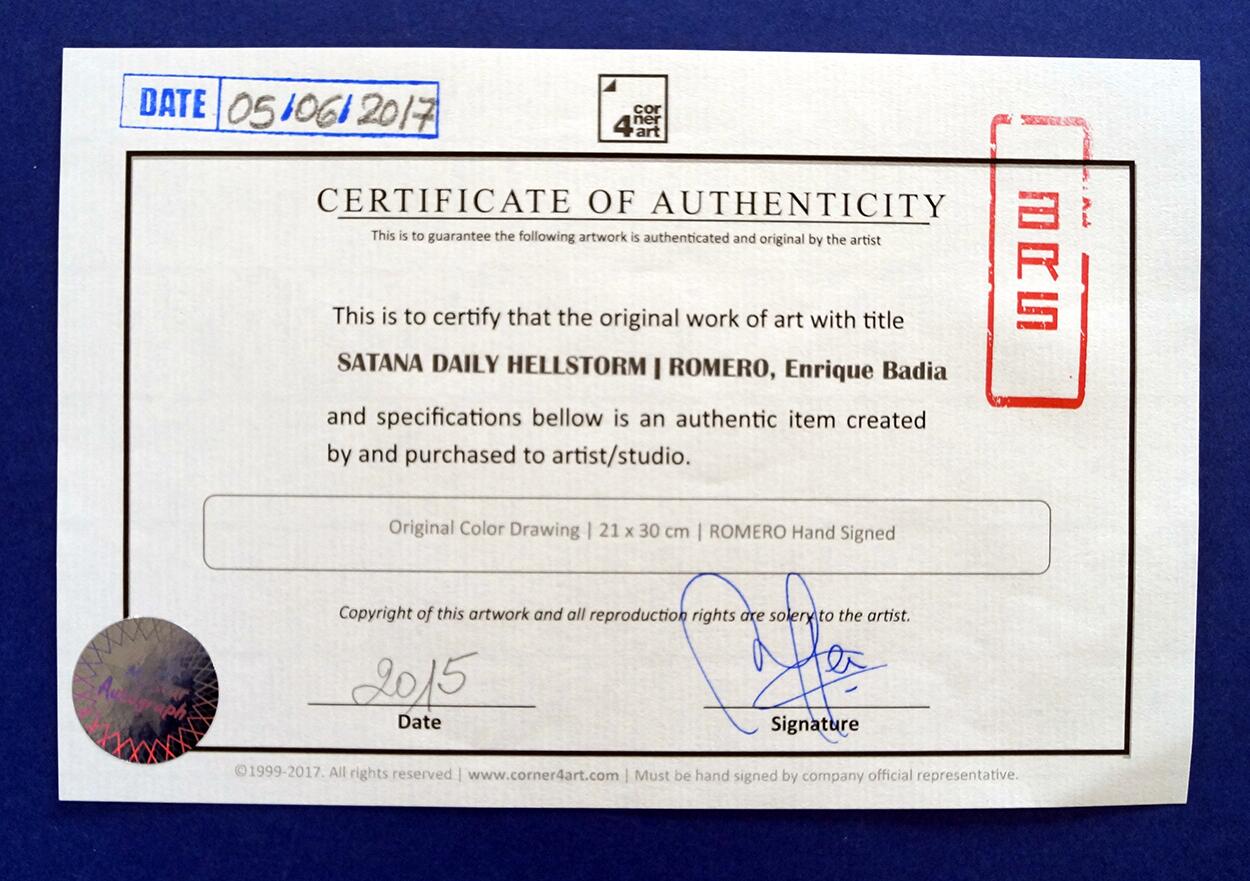 DATE 05/06/2017
cor
ner
4 art
CERTIFICATE OF AUTHENTICITY
This is to guarantee the following artwork is authenticated and original by the artist
ARS
This is to certify that the original work of art with title
SATANA DAILY HELLSTORM | ROMERO, Enrique Badia
and specifications bellow is an authentic item created
by and purchased to artist/studio.
Original Color Drawing | 21 x 30 cm | ROMERO Hand Signed
Copyright of this artwork and all reproduction rights are solery to the artist.
2015
Date
Signature
Autograph
©1999-2017. All rights reserved | www.corner4art.com | Must be hand signed by company official representative.